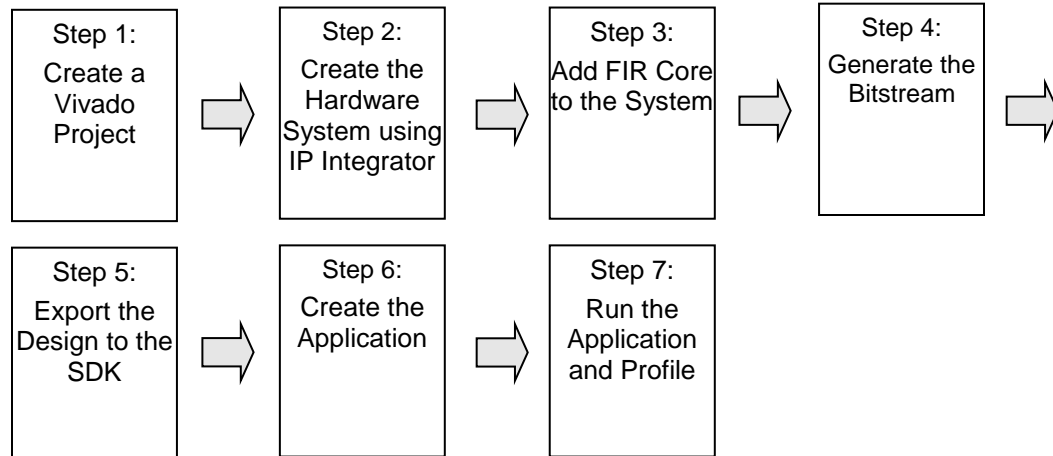 Step 1:
Create a
Vivado
Project
Step 2:
Create the
Hardware
System using
IP Integrator
Step 3:
Add FIR Core
to the System
Step 4:
Generate the
Bitstream
Step 5:
Export the
Design to the
SDK
Step 6:
Create the
Application
Step 7:
Run the
Application
and Profile